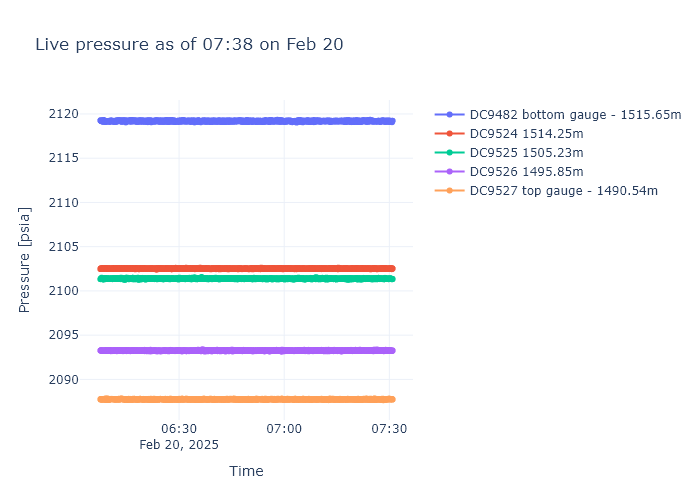 Live pressure as of 07:38 on Feb 20
2120
2115
2110
2105
2100
2095
2090
Pressure [psia]
06:30
07:00
07:30
Feb 20, 2025
Time
DC9482 bottom gauge - 1515.65m
DC9524 1514.25m
DC9525 1505.23m
DC9526 1495.85m
DC9527 top gauge - 1490.54m